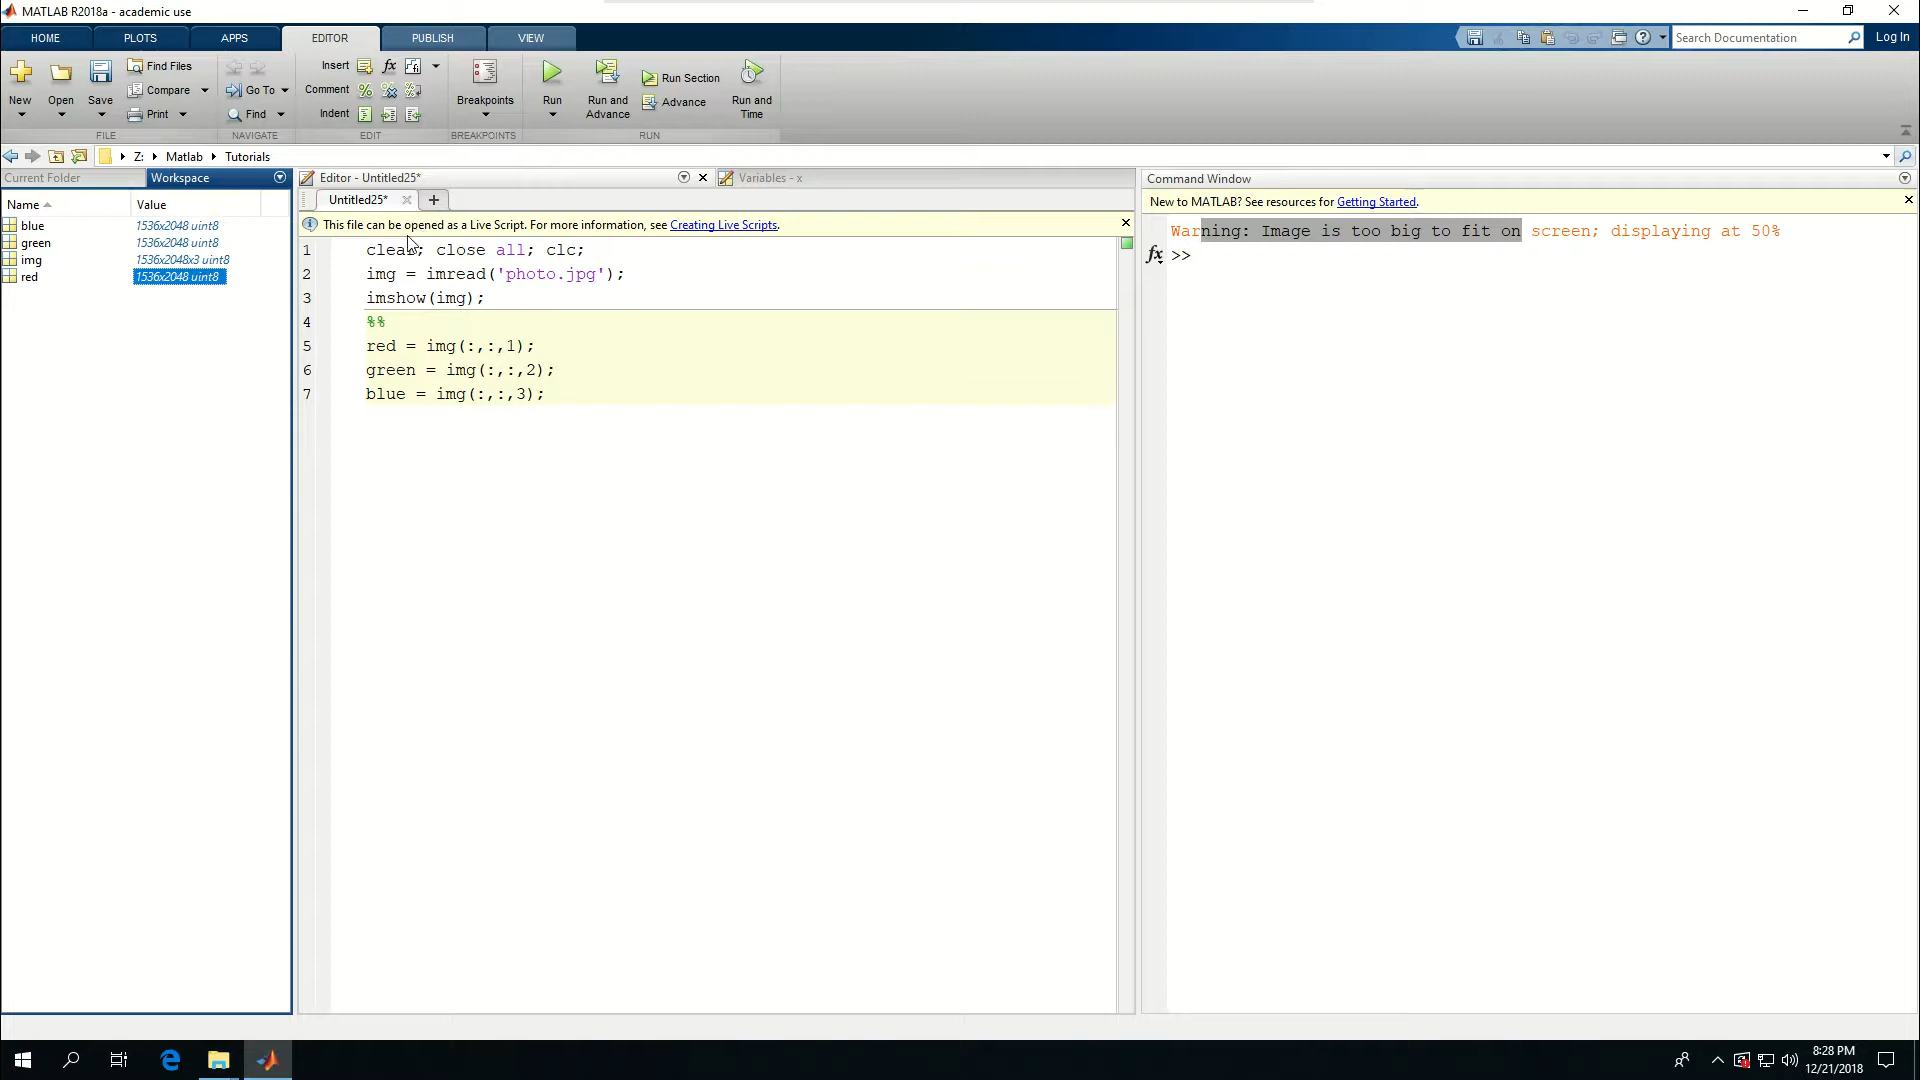 MATLAB R2018a - academic use
HOME PLOTS APPS EDITOR PUBLISH VIEW
Search Documentation Log In
New Open Save
Find Files
Compare
Print
Go To
Find
Insert fx
Comment
Indent
Breakpoints
Run
Run and Advance
Run Section
Advance
Run and Time
FILE NAVIGATE EDIT BREAKPOINTS RUN
Z: Matlab Tutorials
Current Folder Workspace
Name Value
blue 1536x2048 uint8
green 1536x2048 uint8
img 1536x2048x3 uint8
red 1536x2048 uint8
Editor - Untitled25* Variables - x
Untitled25*
This file can be opened as a Live Script. For more information, see Creating Live Scripts.
1 clear; close all; clc;
2 img = imread('photo.jpg');
3 imshow(img);
4 %%
5 red = img(:,:,1);
6 green = img(:,:,2);
7 blue = img(:,:,3);
Command Window
New to MATLAB? See resources for Getting Started.
Warning: Image is too big to fit on screen; displaying at 50%
fx >>
8:28 PM
12/21/2018